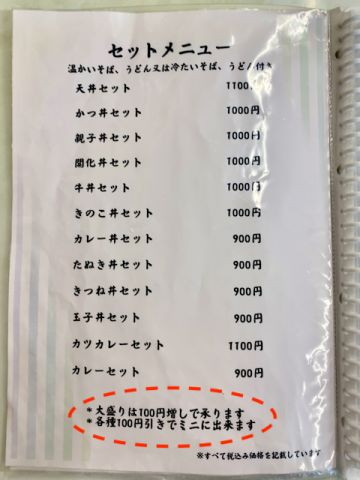 セットメニュー
温かいそば、うどん又は冷たいそば、うどん付き
天丼セット 1100円
かつ丼セット 1000円
親子丼セット 1000円
開化丼セット 1000円
牛丼セット 1000円
きのこ丼セット 1000円
カレー丼セット 900円
たぬき丼セット 900円
きつね丼セット 900円
玉子丼セット 900円
カツカレーセット 1100円
カレーセット 900円
*大盛りは100円増しで承ります
*各種100円引きでミニに出来ます
※すべて税込み価格を記載しています